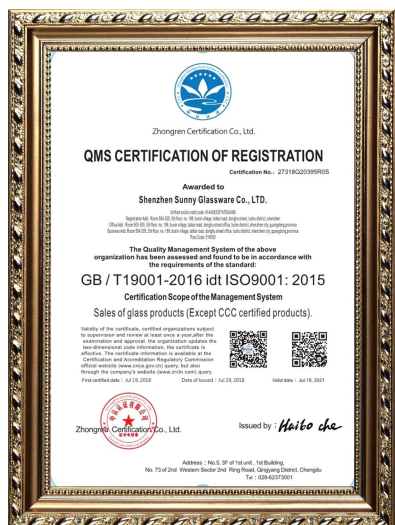 Zhongren Certification Co., Ltd.
QMS CERTIFICATION OF REGISTRATION
Certification No.: 27318Q20395R0S
Awarded to
Shenzhen Sunny Glassware Co., LTD.
The Quality Management System of the above
organization has been assessed and found to be in accordance with
the requirements of the standard:
GB / T19001-2016 idt ISO9001: 2015
Certification Scope of the Management System
Sales of glass products (Except CCC certified products).
Validity of the certificate, certified organizations subject
to supervision and review at least once a year,after the
examination and approval, the organization updates the
two-dimensional code information, the certificate is
effective. The certificate information is available at the
Certification and Accreditation Regulatory Commission
official website (www.cnca.gov.cn) query, but also
through the company's website (www.zrcln.com) query.
First certified date : Jul 19, 2018 Date of Issued : Jul 19, 2018 Valid date : Jul 18, 2021
Zhongren Certification Co., Ltd.
Issued by : Haibo che
Address : No.5, 3F of 1st unit , 1st Building,
No. 73 of 2nd Western Sector 2nd Ring Road, Qingyang District, Chengdu
Tel : 028-62373001